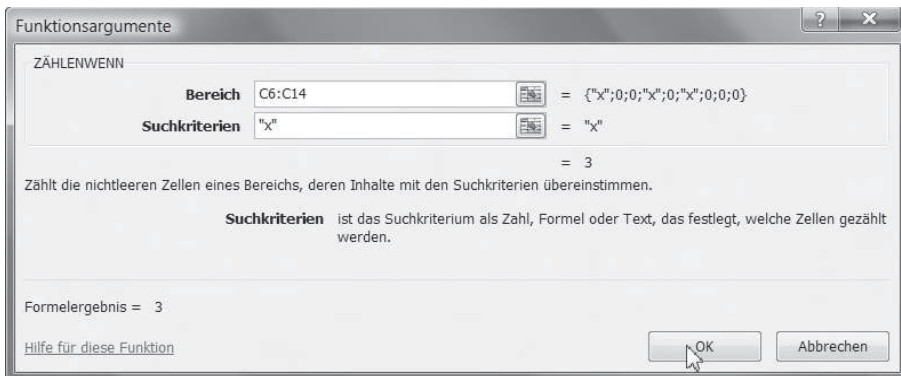 Funktionsargumente
ZÄHLENWENN
Bereich C6:C14 = {"x";0;0;"x";0;"x";0;0;0}
Suchkriterien "x" = "x"
= 3
Zählt die nichtleeren Zellen eines Bereichs, deren Inhalte mit den Suchkriterien übereinstimmen.
Suchkriterien ist das Suchkriterium als Zahl, Formel oder Text, das festlegt, welche Zellen gezählt
werden.
Formelergebnis = 3
Hilfe für diese Funktion OK Abbrechen